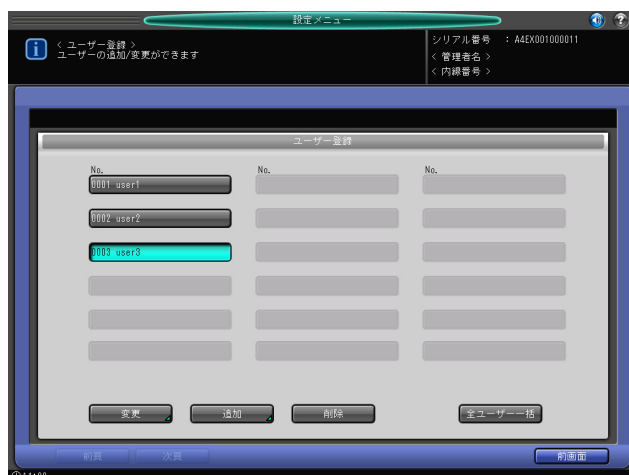 設定メニュー
?
i
< ユーザー登録 >
ユーザーの追加/変更ができます
シリアル番号 : A4EX001000011
< 管理者名 >
< 内線番号 >
ユーザー登録
No. No. No.
0001 user1
0002 user2
0003 user3
変更 追加 削除 全ユーザー一括
前頁 次頁 前画面